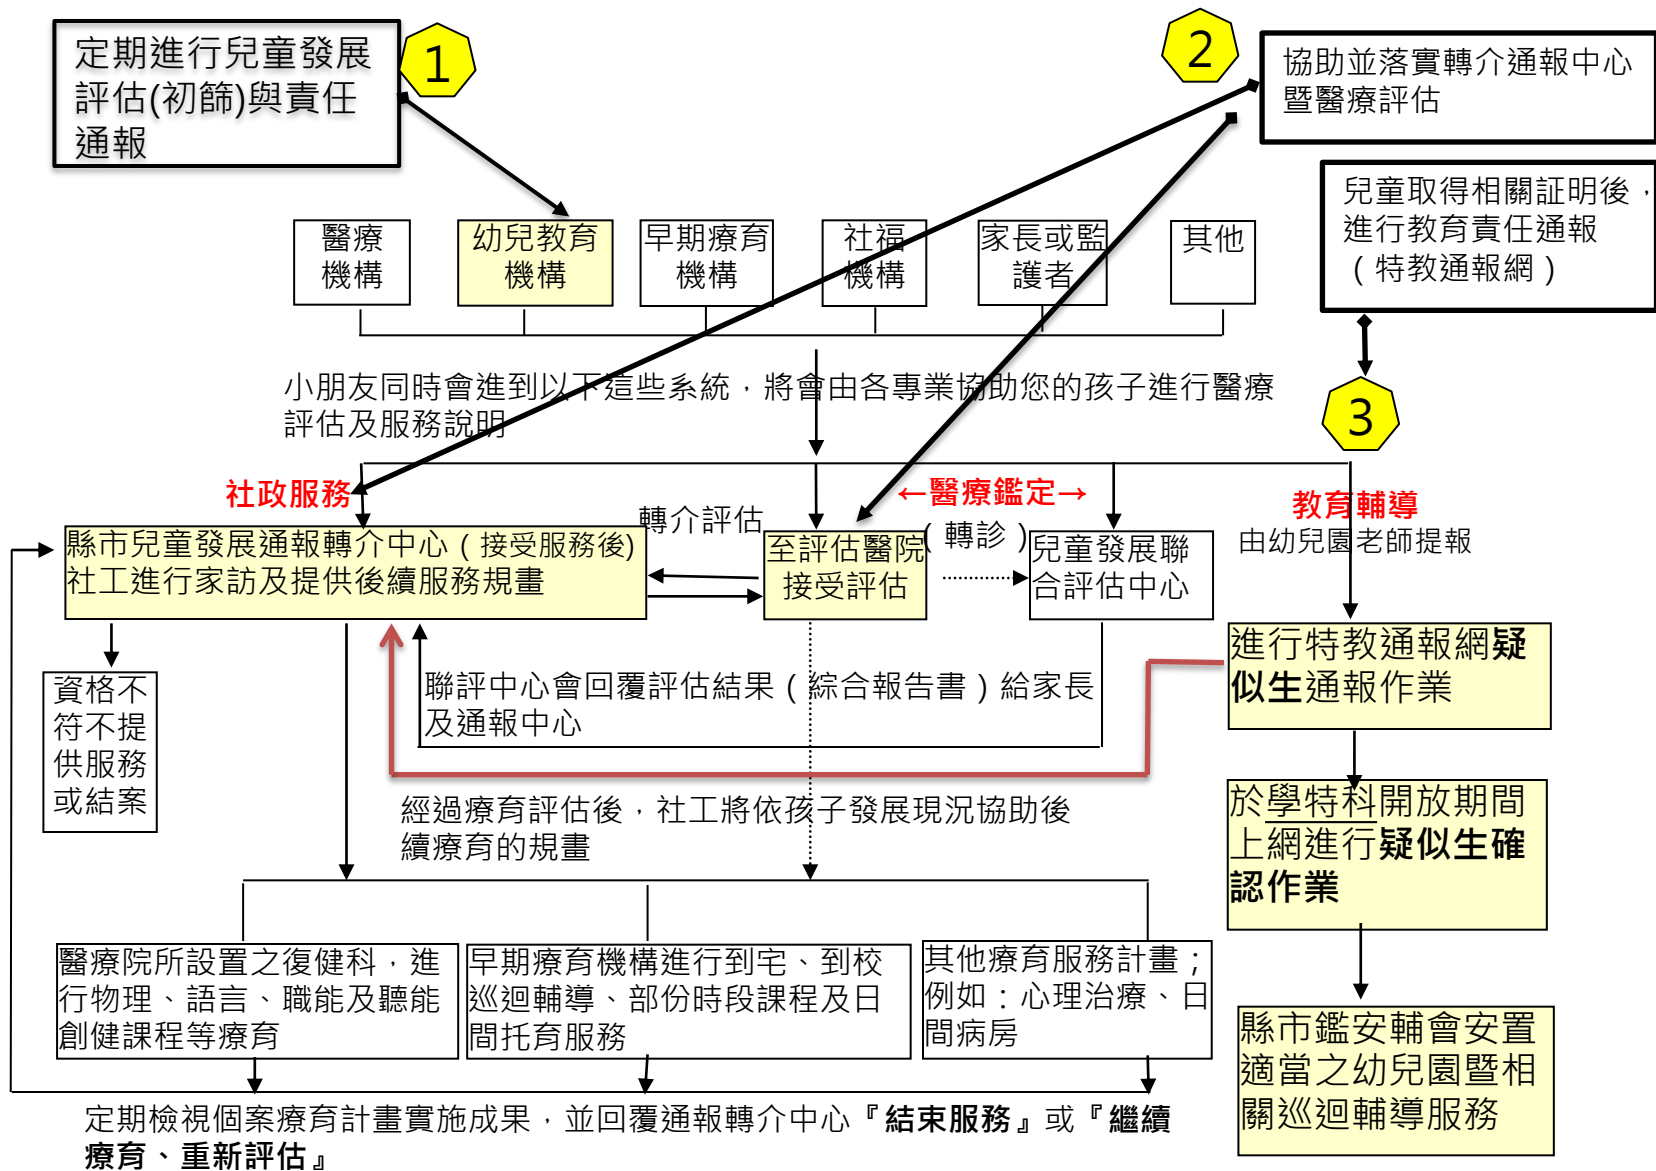 定期進行兒童發展
評估(初篩)與責任
通報
1
2
協助並落實轉介通報中心
暨醫療評估
兒童取得相關証明後，
進行教育責任通報
（特教通報網）
3
醫療
機構
幼兒教育
機構
早期療育
機構
社福
機構
家長或監
護者
其他
小朋友同時會進到以下這些系統，將會由各專業協助您的孩子進行醫療
評估及服務說明
社政服務
←醫療鑑定→
教育輔導
由幼兒園老師提報
轉介評估
（轉診）
縣市兒童發展通報轉介中心（接受服務後)
社工進行家訪及提供後續服務規畫
至評估醫院
接受評估
兒童發展聯
合評估中心
資格不
符不提
供服務
或結案
聯評中心會回覆評估結果（綜合報告書）給家長
及通報中心
進行特教通報網疑
似生通報作業
經過療育評估後，社工將依孩子發展現況協助後
續療育的規畫
於學特科開放期間
上網進行疑似生確
認作業
醫療院所設置之復健科，進
行物理、語言、職能及聽能
創健課程等療育
早期療育機構進行到宅、到校
巡迴輔導、部份時段課程及日
間托育服務
其他療育服務計畫；
例如：心理治療、日
間病房
縣市鑑安輔會安置
適當之幼兒園暨相
關巡迴輔導服務
定期檢視個案療育計畫實施成果，並回覆通報轉介中心『結束服務』或『繼續
療育、重新評估』